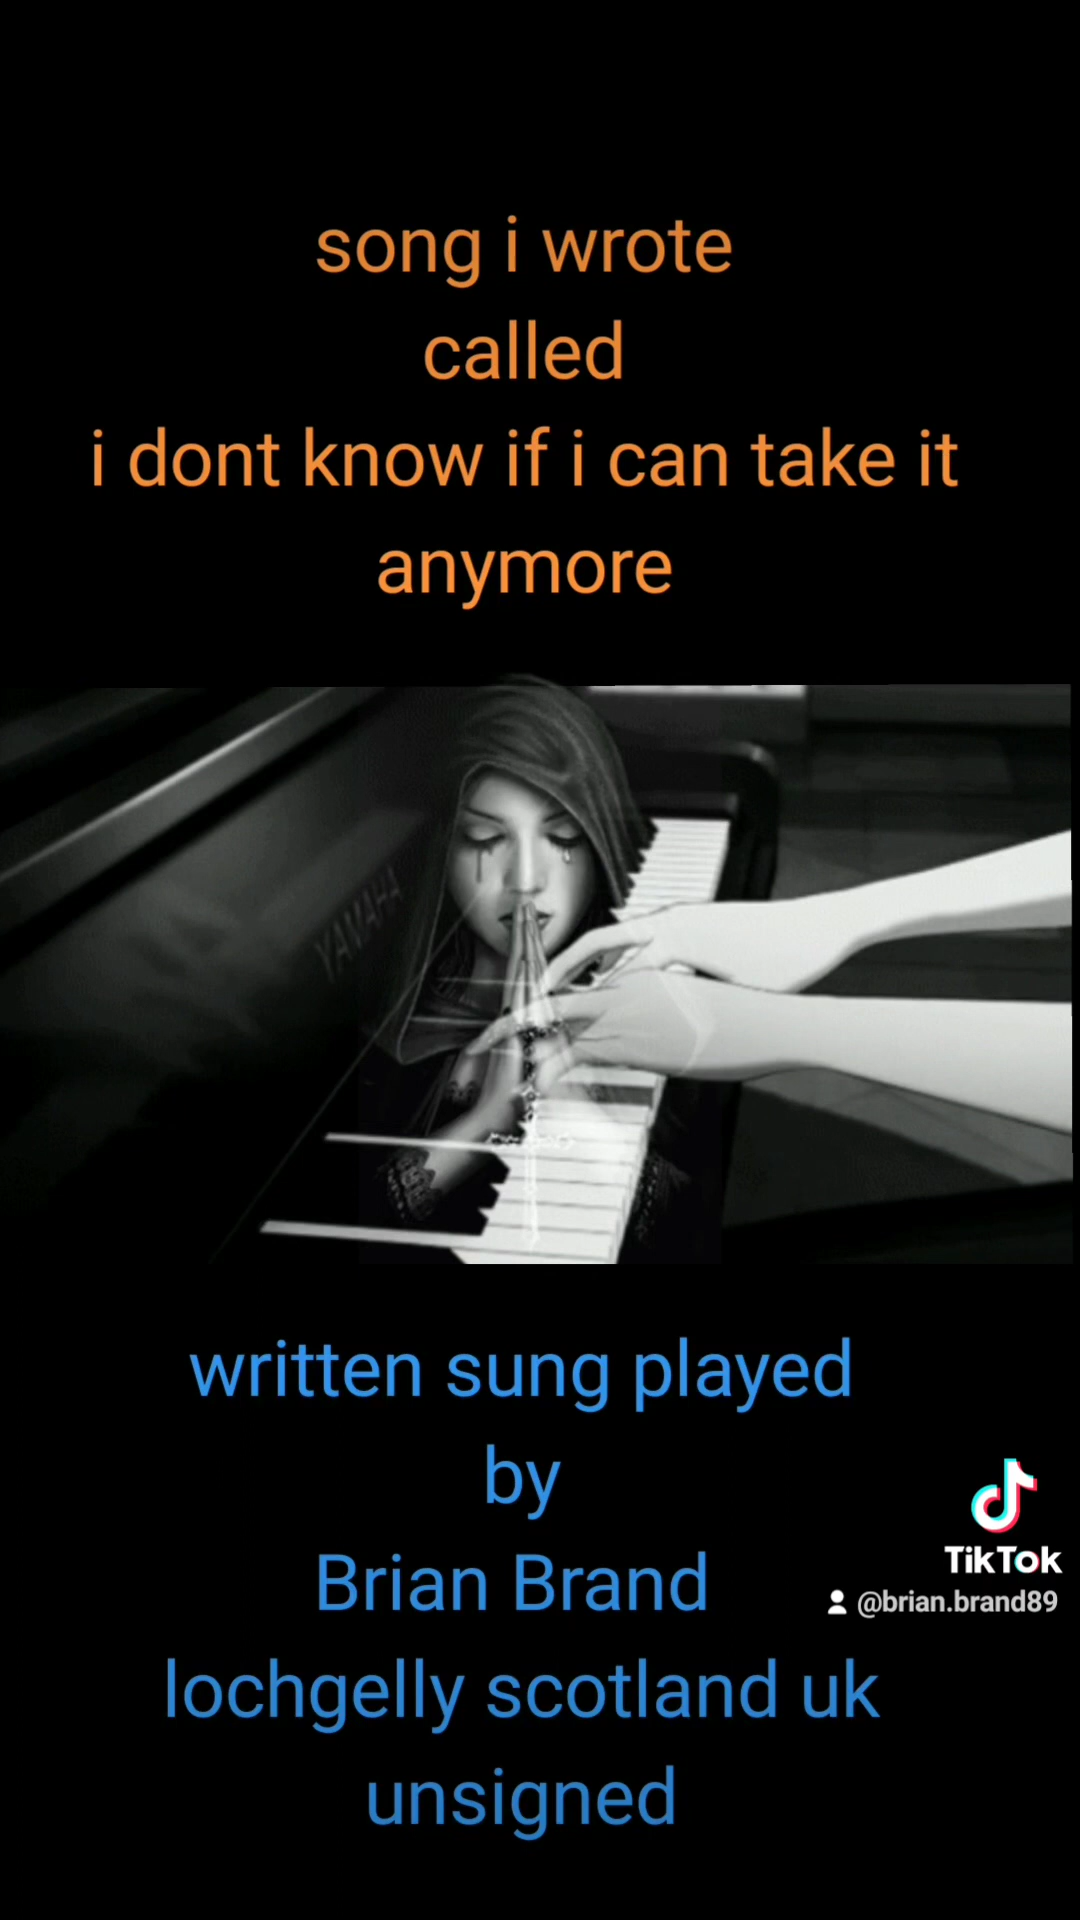 song i wrote
called
i dont know if i can take it
anymore
YAMAHA
written sung played
by
Brian Brand
TikTok
@brian.brand89
lochgelly scotland uk
unsigned